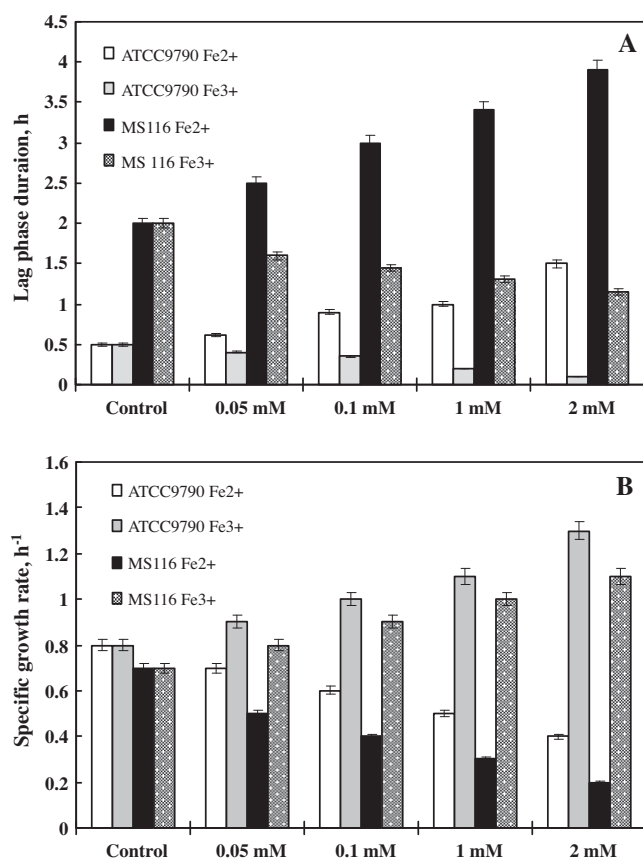 A
4.5
4
3.5
3
2.5
2
1.5
1
0.5
0
Lag phase duraion, h
ATCC9790 Fe2+
ATCC9790 Fe3+
MS116 Fe2+
MS 116 Fe3+
Control 0.05 mM 0.1 mM 1 mM 2 mM
B
1.6
1.4
1.2
1
0.8
0.6
0.4
0.2
0
Specific growth rate, h-1
ATCC9790 Fe2+
ATCC9790 Fe3+
MS116 Fe2+
MS116 Fe3+
Control 0.05 mM 0.1 mM 1 mM 2 mM